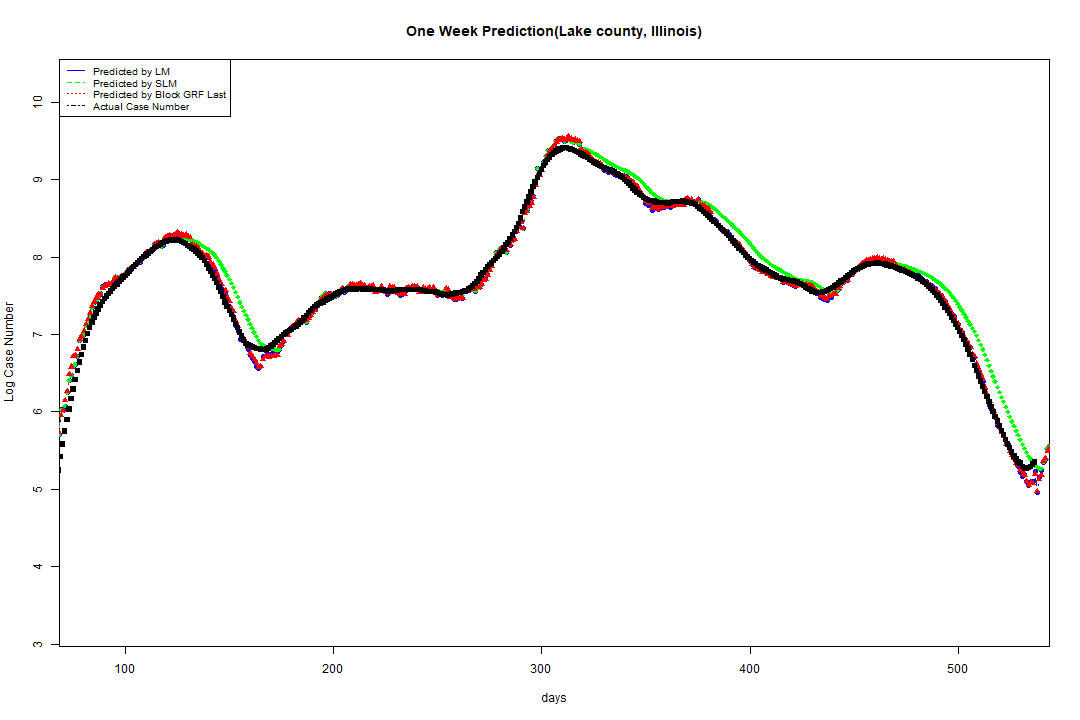 One Week Prediction(Lake county, Illinois)
Predicted by LM
Predicted by SLM
Predicted by Block GRF Last
Actual Case Number
10
9
8
7
6
5
4
3
Log Case Number
100 200 300 400 500
days